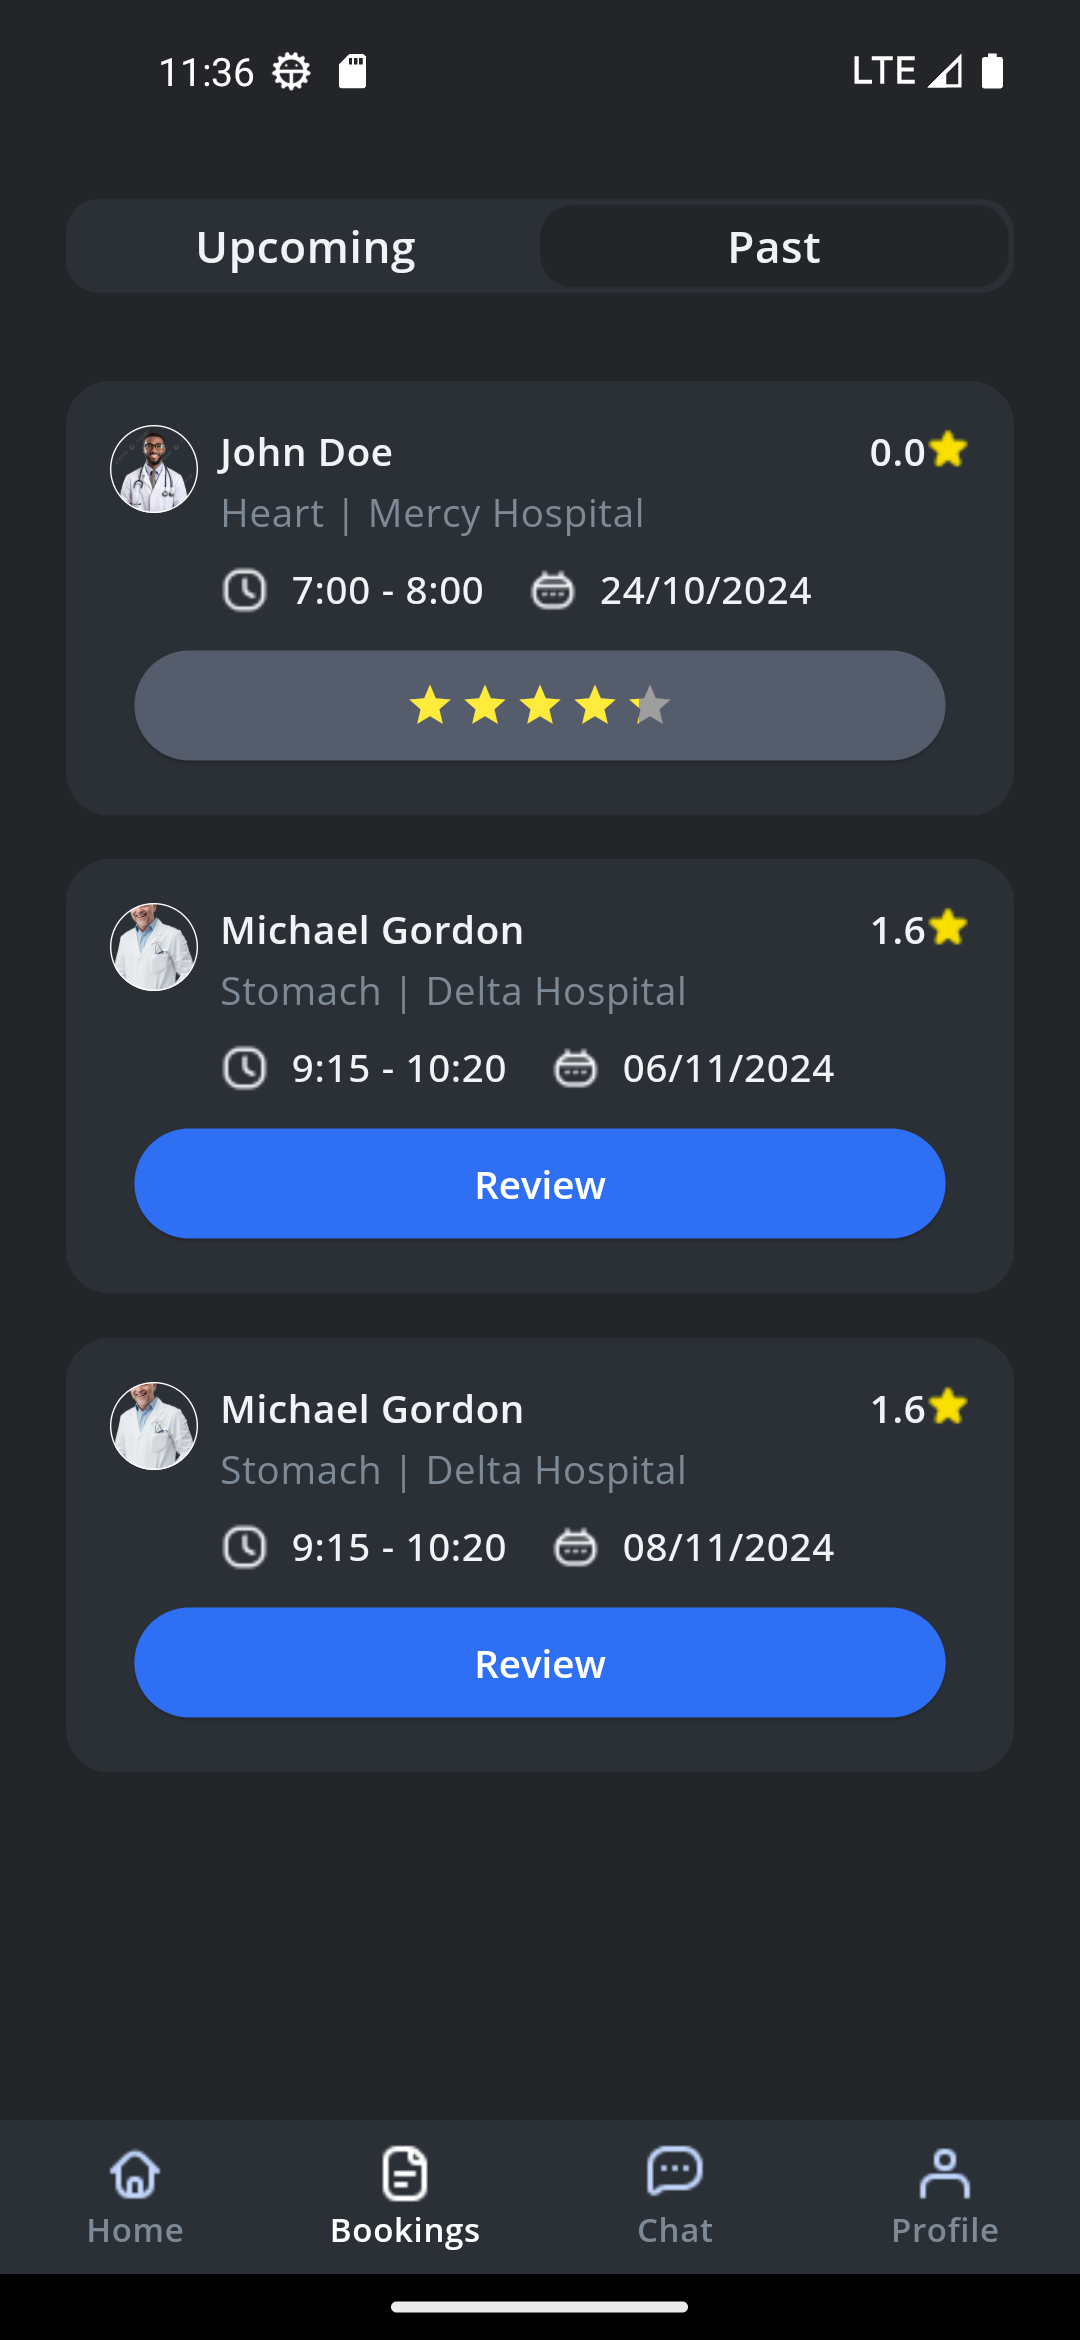 11:36 LTE
Upcoming Past
John Doe 0.0
Heart | Mercy Hospital
7:00 - 8:00 24/10/2024
Michael Gordon 1.6
Stomach | Delta Hospital
9:15 - 10:20 06/11/2024
Review
Michael Gordon 1.6
Stomach | Delta Hospital
9:15 - 10:20 08/11/2024
Review
Home Bookings Chat Profile